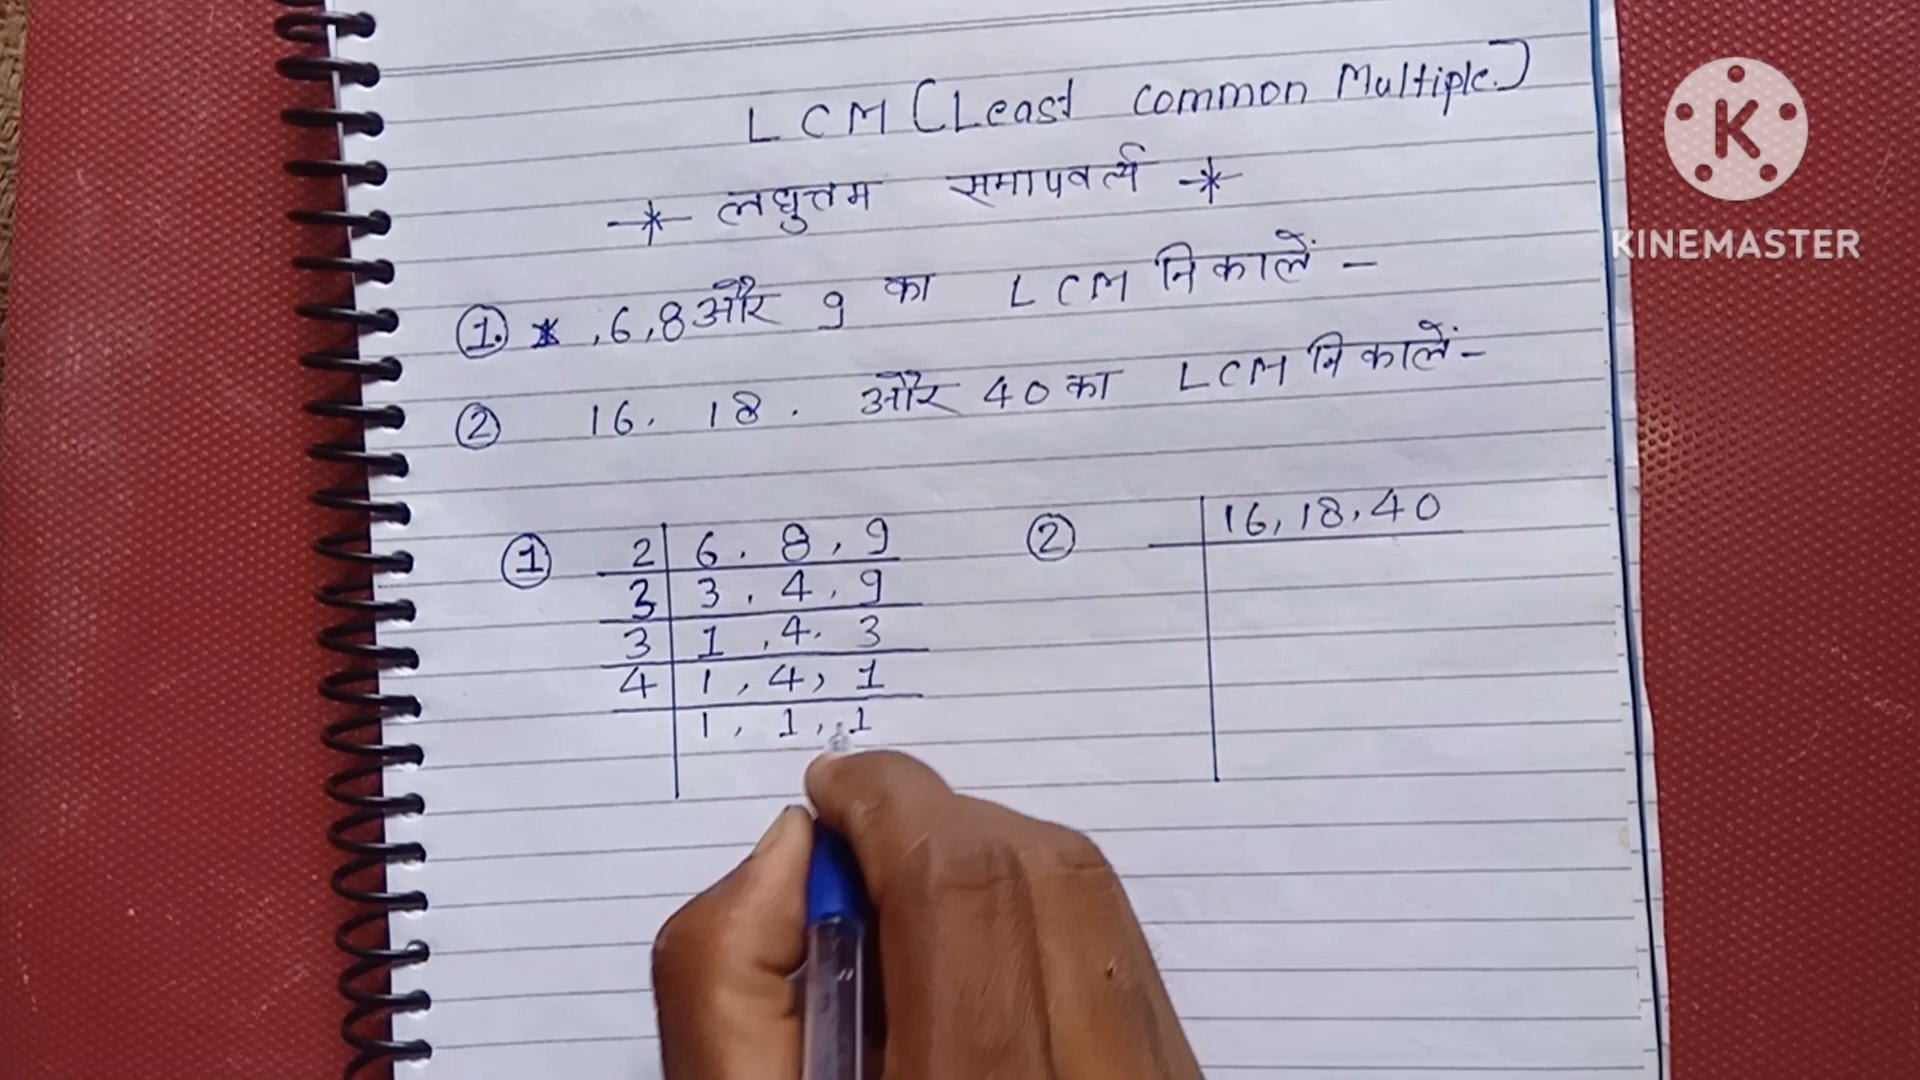 LCM (Least common Multiple.)
लघुत्तम समापवर्त्य
1. ,6,8 और 9 का LCM निकालें -
2 16, 18. और 40 का LCM निकालें -
1 2 6, 8, 9
3 3, 4, 9
3 1, 4, 3
4 1, 4, 1
1, 1, 1
2 16, 18, 40
K
KINEMASTER